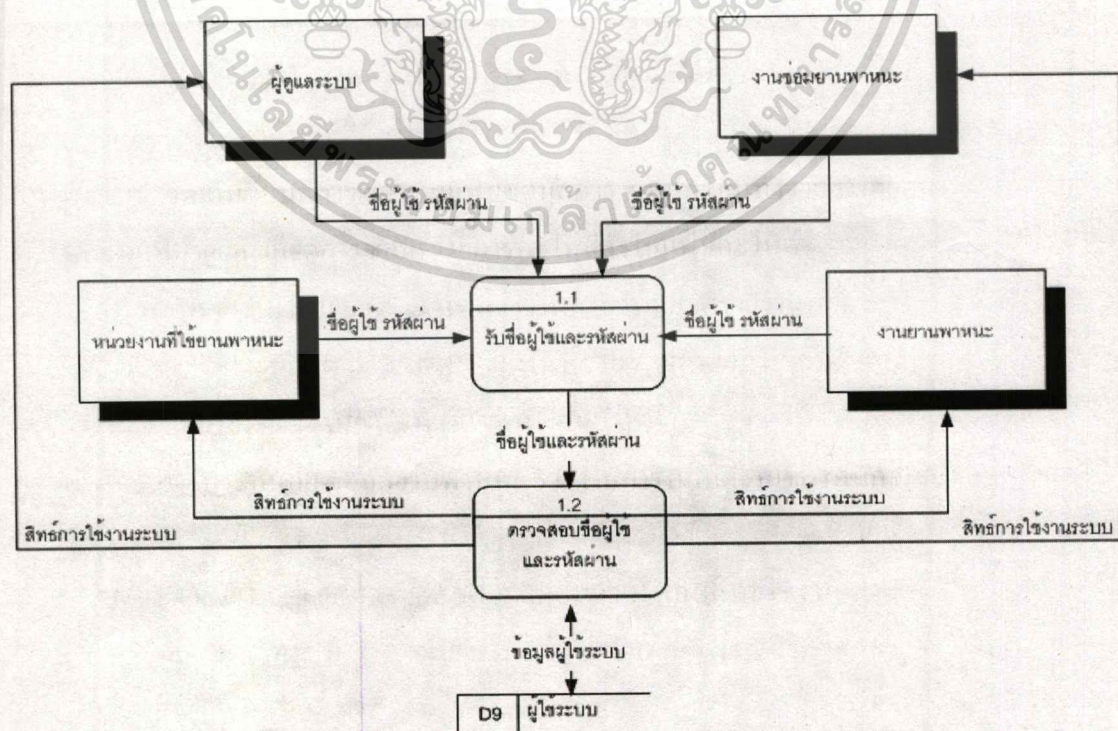 ผู้ดูแลระบบ
งานซ่อมยานพาหนะ
ชื่อผู้ใช้ รหัสผ่าน
ชื่อผู้ใช้ รหัสผ่าน
1.1
รับชื่อผู้ใช้และรหัสผ่าน
หน่วยงานที่ใช้ยานพาหนะ
ชื่อผู้ใช้ รหัสผ่าน
ชื่อผู้ใช้ รหัสผ่าน
งานยานพาหนะ
ชื่อผู้ใช้และรหัสผ่าน
สิทธ์การใช้งานระบบ
สิทธ์การใช้งานระบบ
1.2
ตรวจสอบชื่อผู้ใช้
และรหัสผ่าน
สิทธ์การใช้งานระบบ
สิทธ์การใช้งานระบบ
ข้อมูลผู้ใช้ระบบ
D9 ผู้ใช้ระบบ